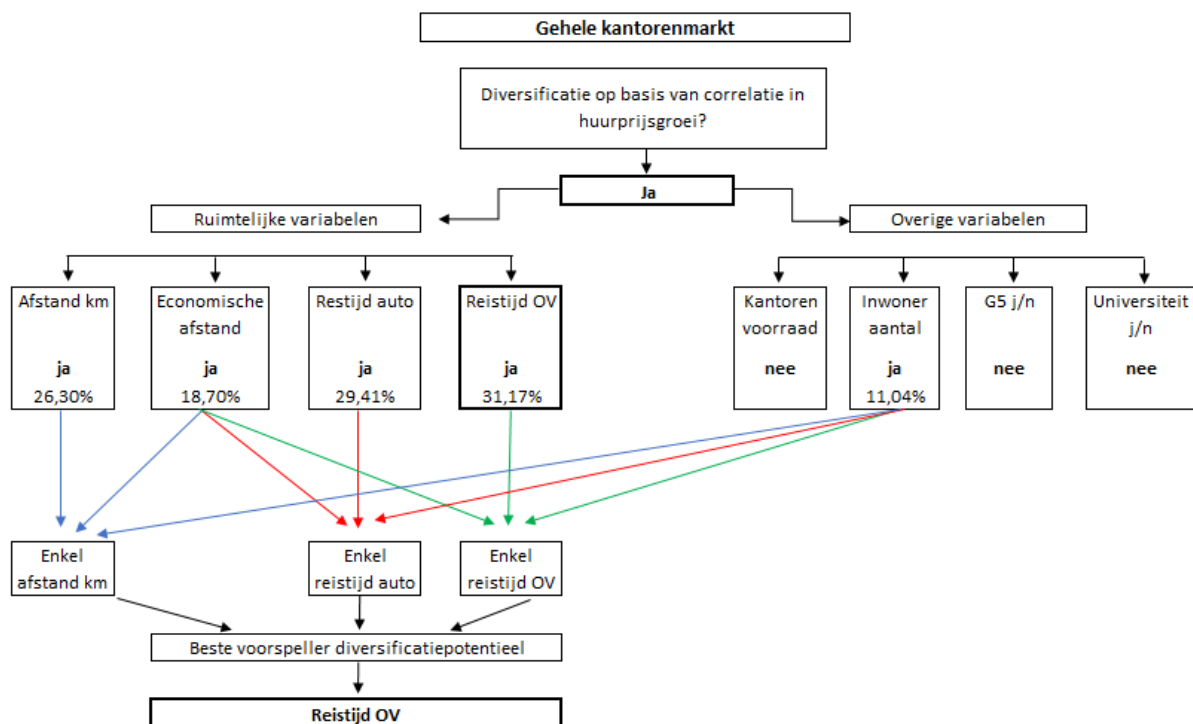 Gehele kantorenmarkt
Diversificatie op basis van correlatie in
huurprijsgroei?
Ja
Ruimtelijke variabelen
Overige variabelen
Afstand km
ja
26,30%
Economische
afstand
ja
18,70%
Restijd auto
ja
29,41%
Reistijd OV
ja
31,17%
Kantoren
voorraad
nee
Inwoner
aantal
ja
11,04%
G5 j/n
nee
Universiteit
j/n
nee
Enkel
afstand km
Enkel
reistijd auto
Enkel
reistijd OV
Beste voorspeller diversificatiepotentieel
Reistijd OV